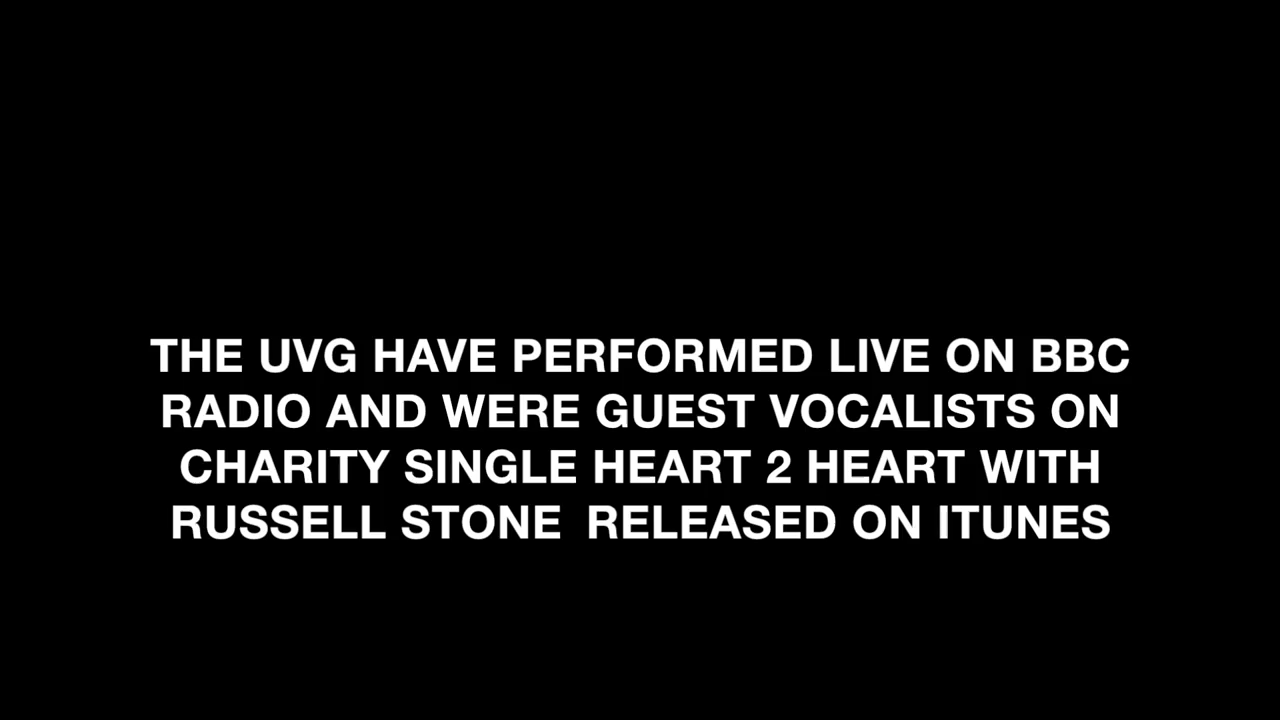 THE UVG HAVE PERFORMED LIVE ON BBC
RADIO AND WERE GUEST VOCALISTS ON
CHARITY SINGLE HEART 2 HEART WITH
RUSSELL STONE  RELEASED ON ITUNES